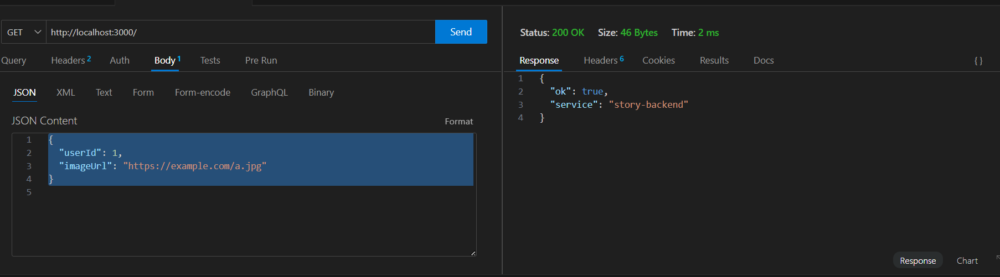 GET http://localhost:3000/ Send
Query Headers 2 Auth Body 1 Tests Pre Run
JSON XML Text Form Form-encode GraphQL Binary
JSON Content Format
1 {
2 "userId": 1,
3 "imageUrl": "https://example.com/a.jpg"
4 }
5
Status: 200 OK Size: 46 Bytes Time: 2 ms
Response Headers 6 Cookies Results Docs { }
1 {
2 "ok": true,
3 "service": "story-backend"
4 }
Response Chart